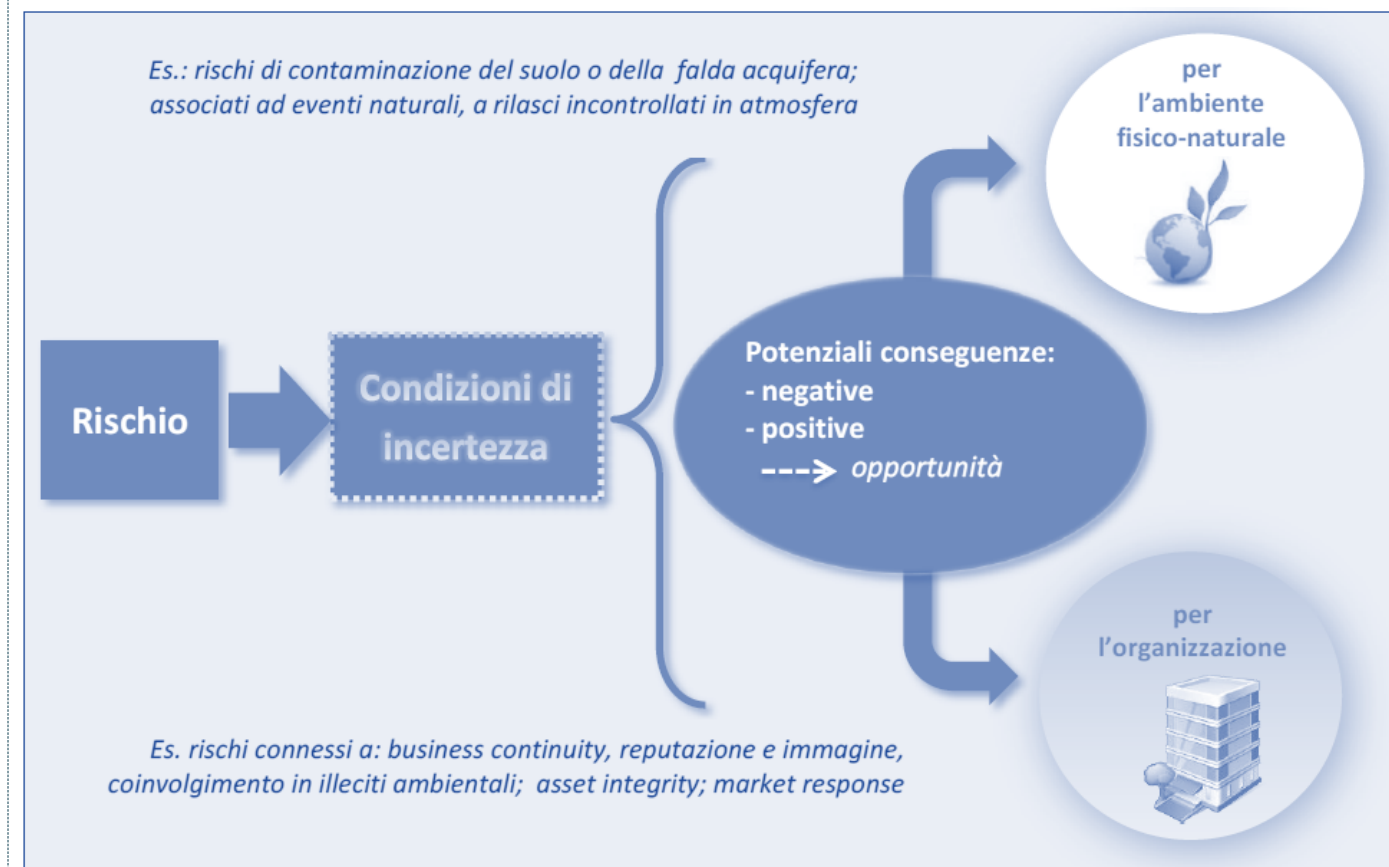 Es.: rischi di contaminazione del suolo o della falda acquifera;
associati ad eventi naturali, a rilasci incontrollati in atmosfera
per
l'ambiente
fisico-naturale
Rischio
Condizioni di
incertezza
Potenziali conseguenze:
- negative
- positive
opportunità
per
l'organizzazione
Es. rischi connessi a: business continuity, reputazione e immagine,
coinvolgimento in illeciti ambientali; asset integrity; market response